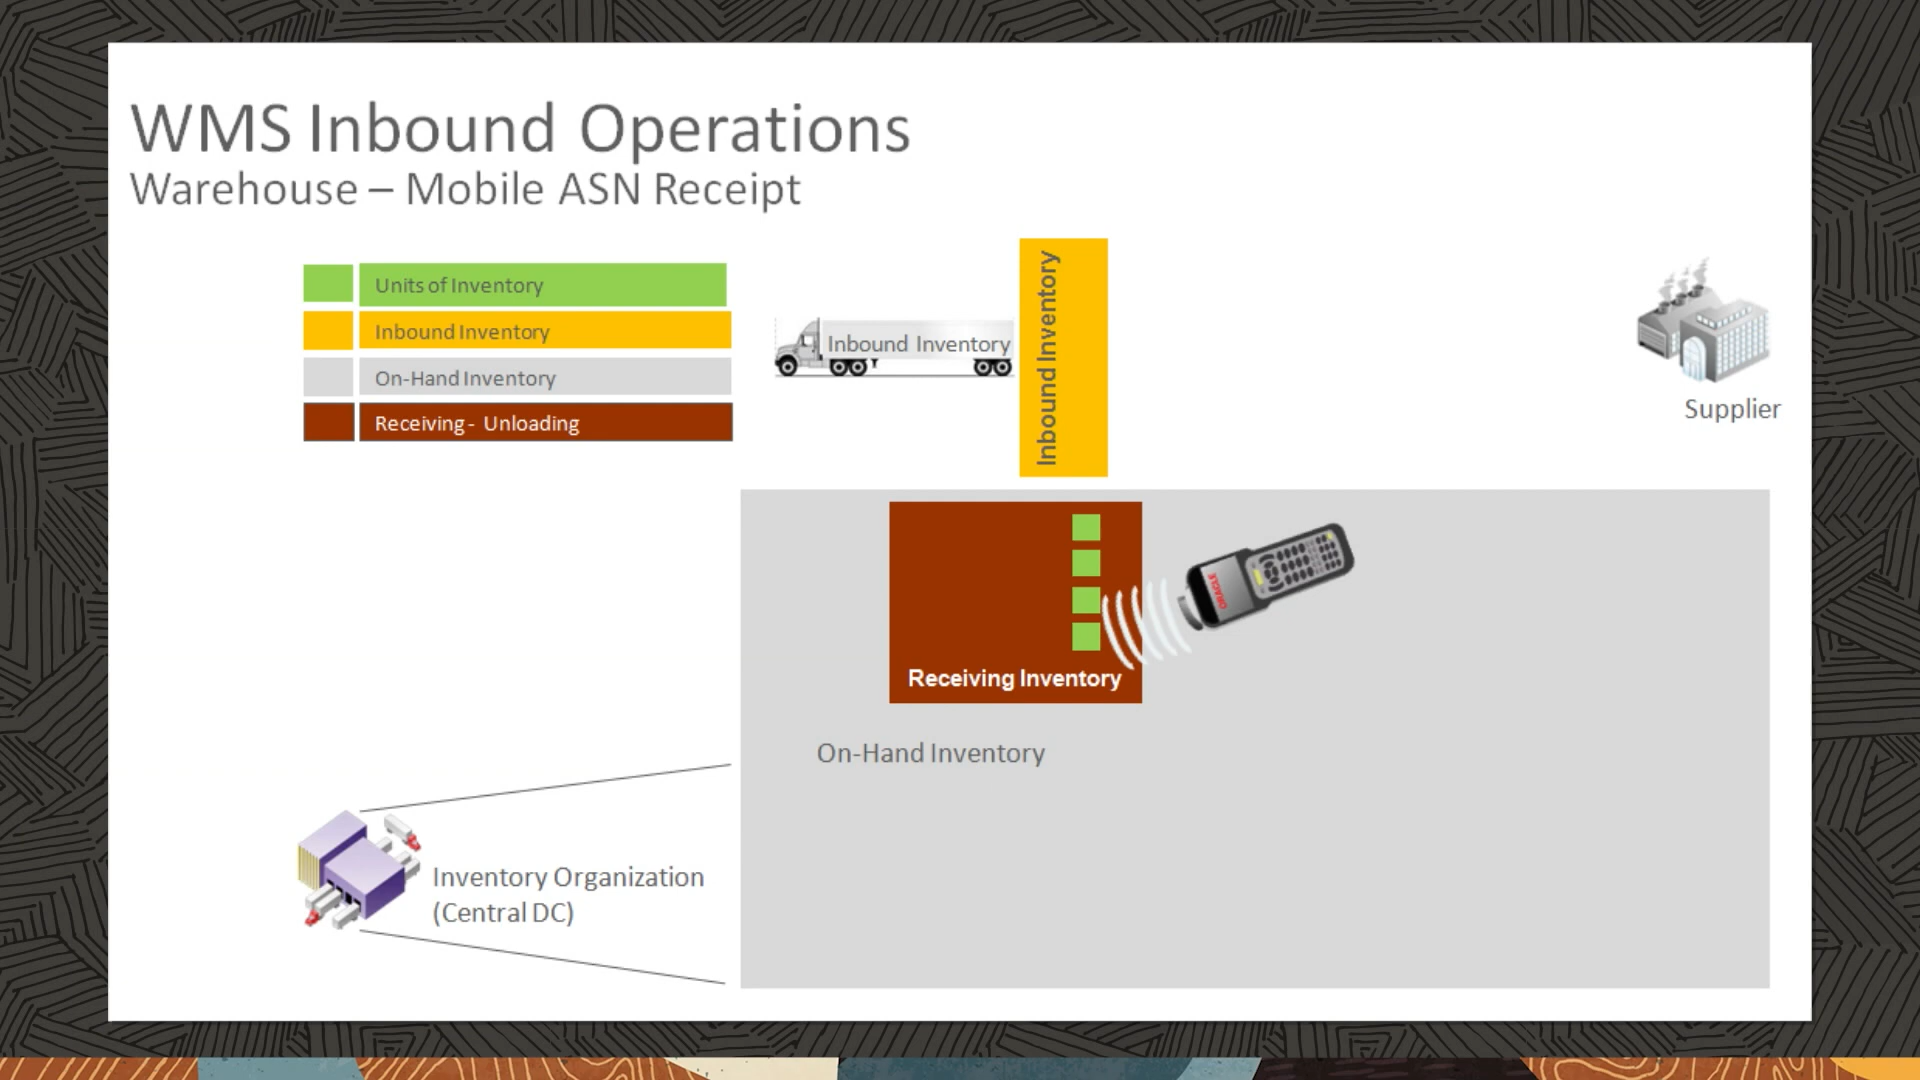 WMS Inbound Operations
Warehouse – Mobile ASN Receipt
Units of Inventory
Inbound Inventory
On-Hand Inventory
Receiving - Unloading
Inbound Inventory
Inbound Inventory
Supplier
ORACLE
Receiving Inventory
On-Hand Inventory
Inventory Organization
(Central DC)